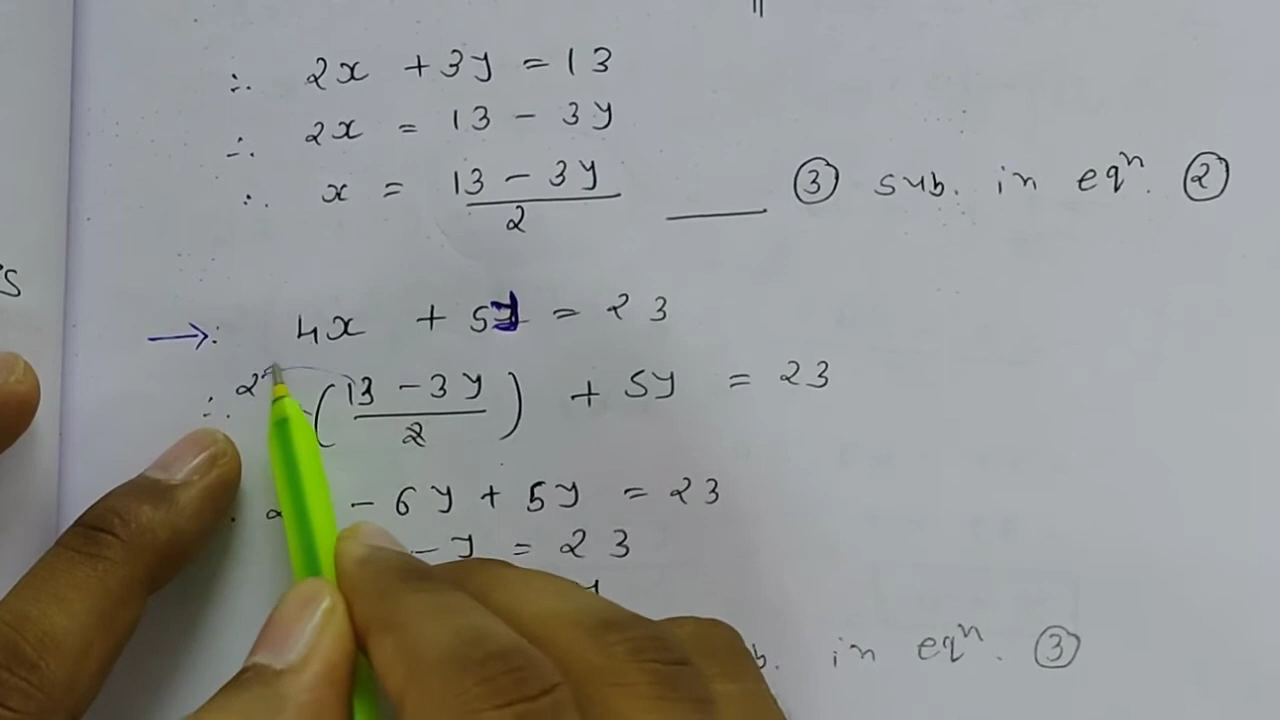 ∴ 2x + 3y = 13
∴ 2x = 13 - 3y
∴ x = (13 - 3y)/2 ___ ③ sub. in eqⁿ. ②
→ ∴ 4x + 5y = 23
∴ 2 ((13 - 3y)/2) + 5y = 23
- 6y + 5y = 23
- y = 23
in eqⁿ. ③